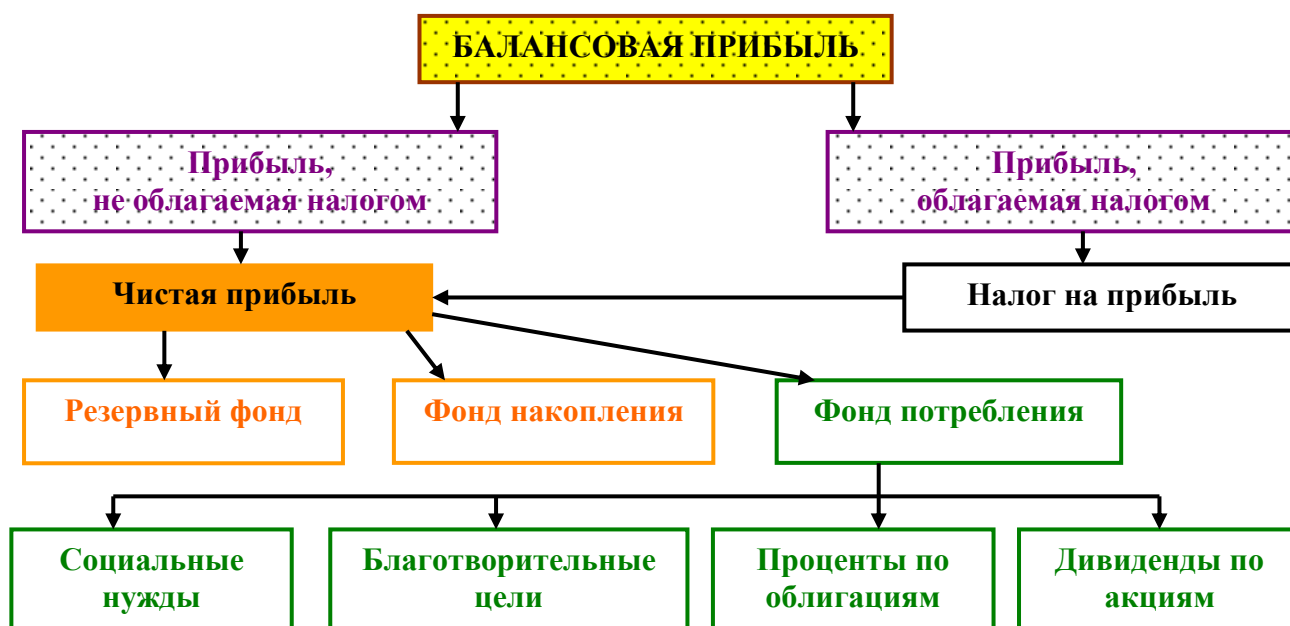 БАЛАНСОВАЯ ПРИБЫЛЬ
Прибыль,
не облагаемая налогом
Прибыль,
облагаемая налогом
Чистая прибыль
Налог на прибыль
Резервный фонд
Фонд накопления
Фонд потребления
Социальные
нужды
Благотворительные
цели
Проценты по
облигациям
Дивиденды по
акциям